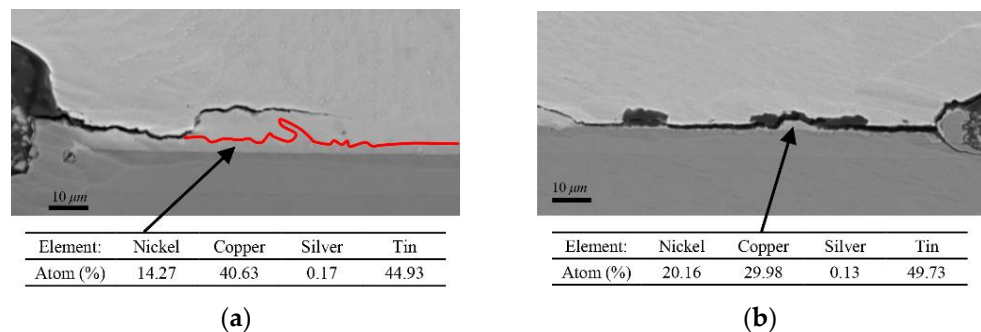 10 μm
10 μm
Element: Nickel Copper Silver Tin
Atom (%) 14.27 40.63 0.17 44.93
Element: Nickel Copper Silver Tin
Atom (%) 20.16 29.98 0.13 49.73
(a)
(b)